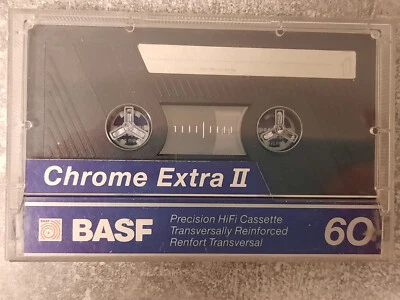 Chrome Extra II
BASF
Precision HiFi Cassette
Transversally Reinforced
Renfort Transversal
60